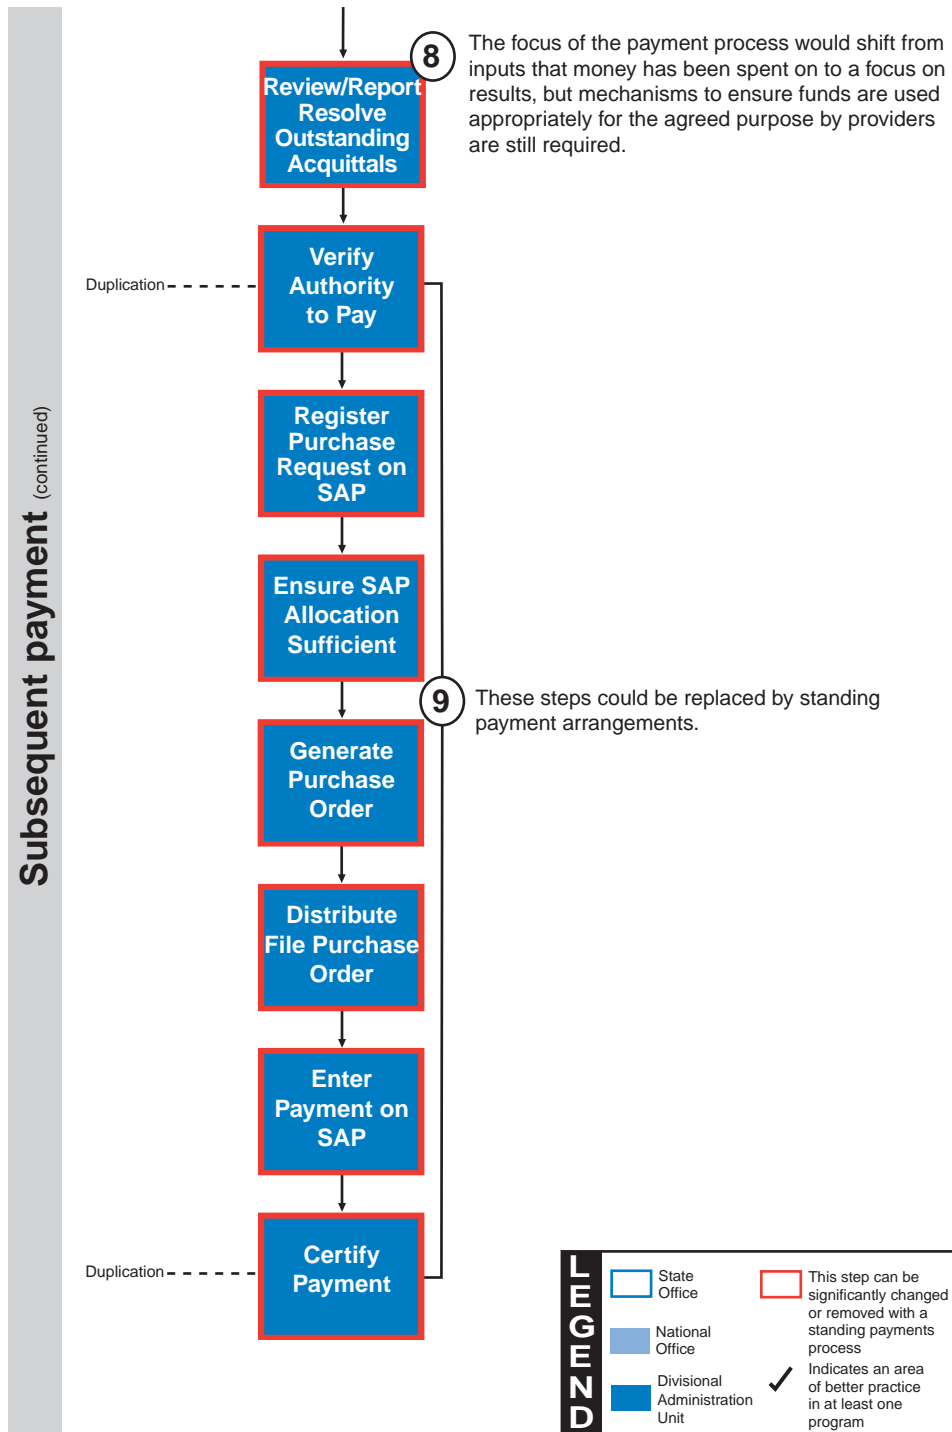 Subsequent payment (continued)
8
The focus of the payment process would shift from
inputs that money has been spent on to a focus on
results, but mechanisms to ensure funds are used
appropriately for the agreed purpose by providers
are still required.
Review/Report
Resolve
Outstanding
Acquittals
Duplication
Verify
Authority
to Pay
Register
Purchase
Request on
SAP
Ensure SAP
Allocation
Sufficient
9
These steps could be replaced by standing
payment arrangements.
Generate
Purchase
Order
Distribute
File Purchase
Order
Enter
Payment on
SAP
Duplication
Certify
Payment
LEGEND
State
Office
National
Office
Divisional
Administration
Unit
This step can be
significantly changed
or removed with a
standing payments
process
Indicates an area
of better practice
in at least one
program